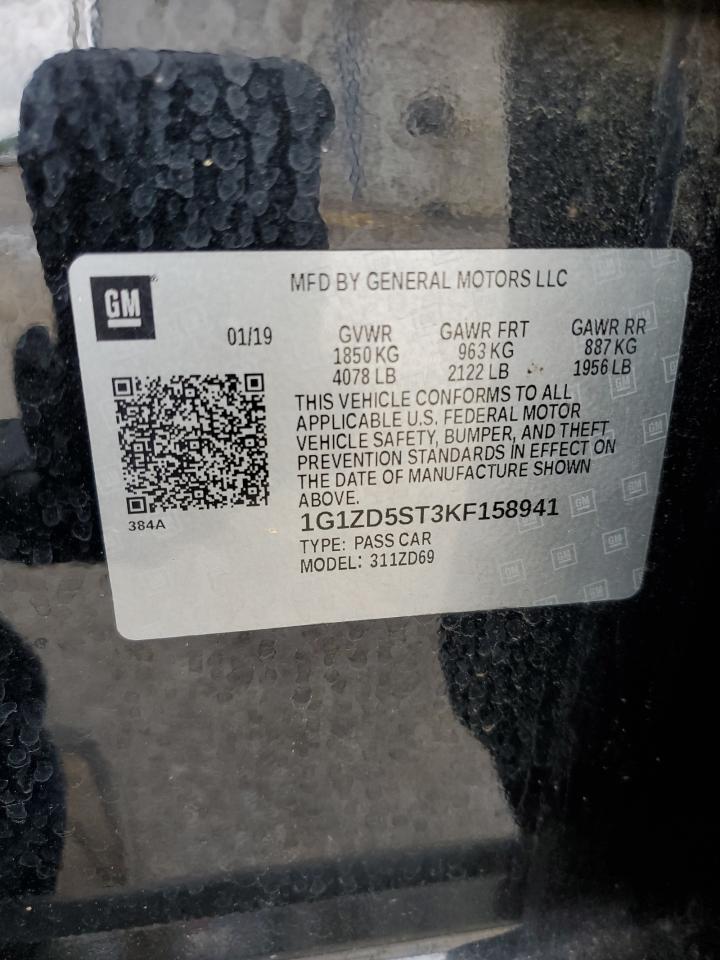 GM
MFD BY GENERAL MOTORS LLC
01/19
GVWR GAWR FRT GAWR RR
1850 KG 963 KG 887 KG
4078 LB 2122 LB 1956 LB
THIS VEHICLE CONFORMS TO ALL
APPLICABLE U.S. FEDERAL MOTOR
VEHICLE SAFETY, BUMPER, AND THEFT
PREVENTION STANDARDS IN EFFECT ON
THE DATE OF MANUFACTURE SHOWN
ABOVE.
384A
1G1ZD5ST3KF158941
TYPE: PASS CAR
MODEL: 311ZD69